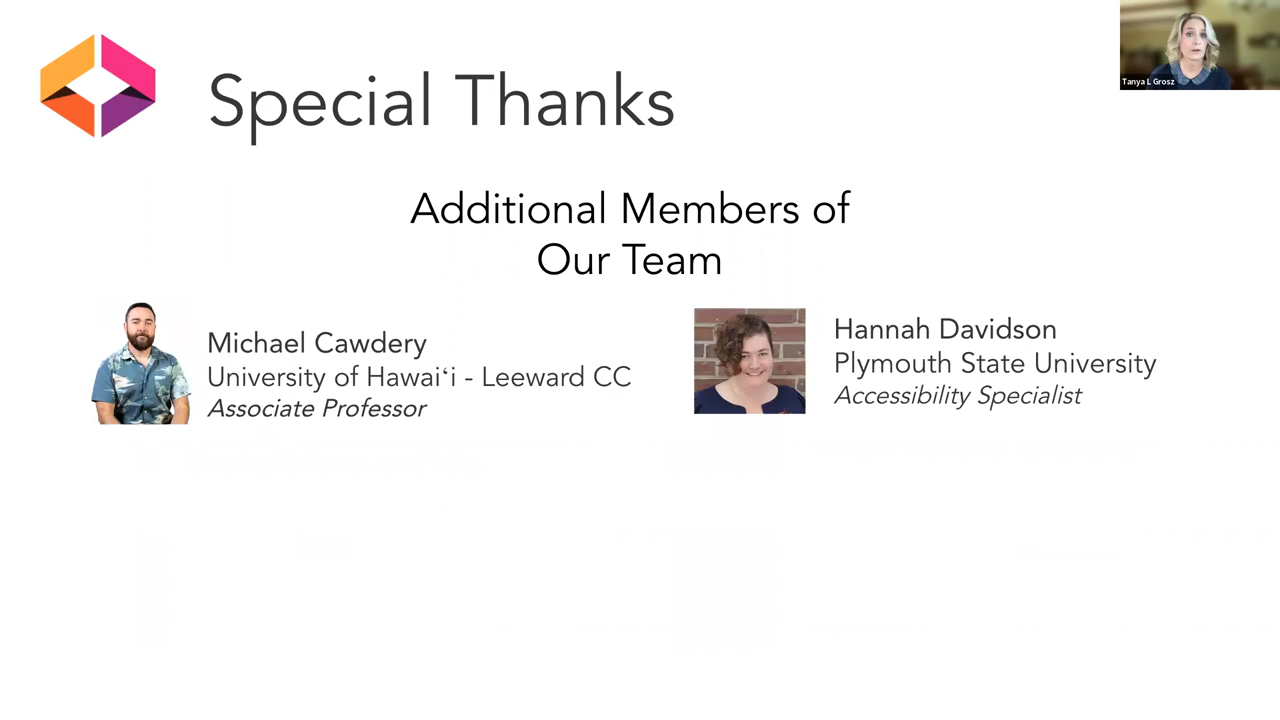 Special Thanks
Tanya L Grosz
Additional Members of
Our Team
Michael Cawdery
University of Hawaiʻi - Leeward CC
Associate Professor
Hannah Davidson
Plymouth State University
Accessibility Specialist